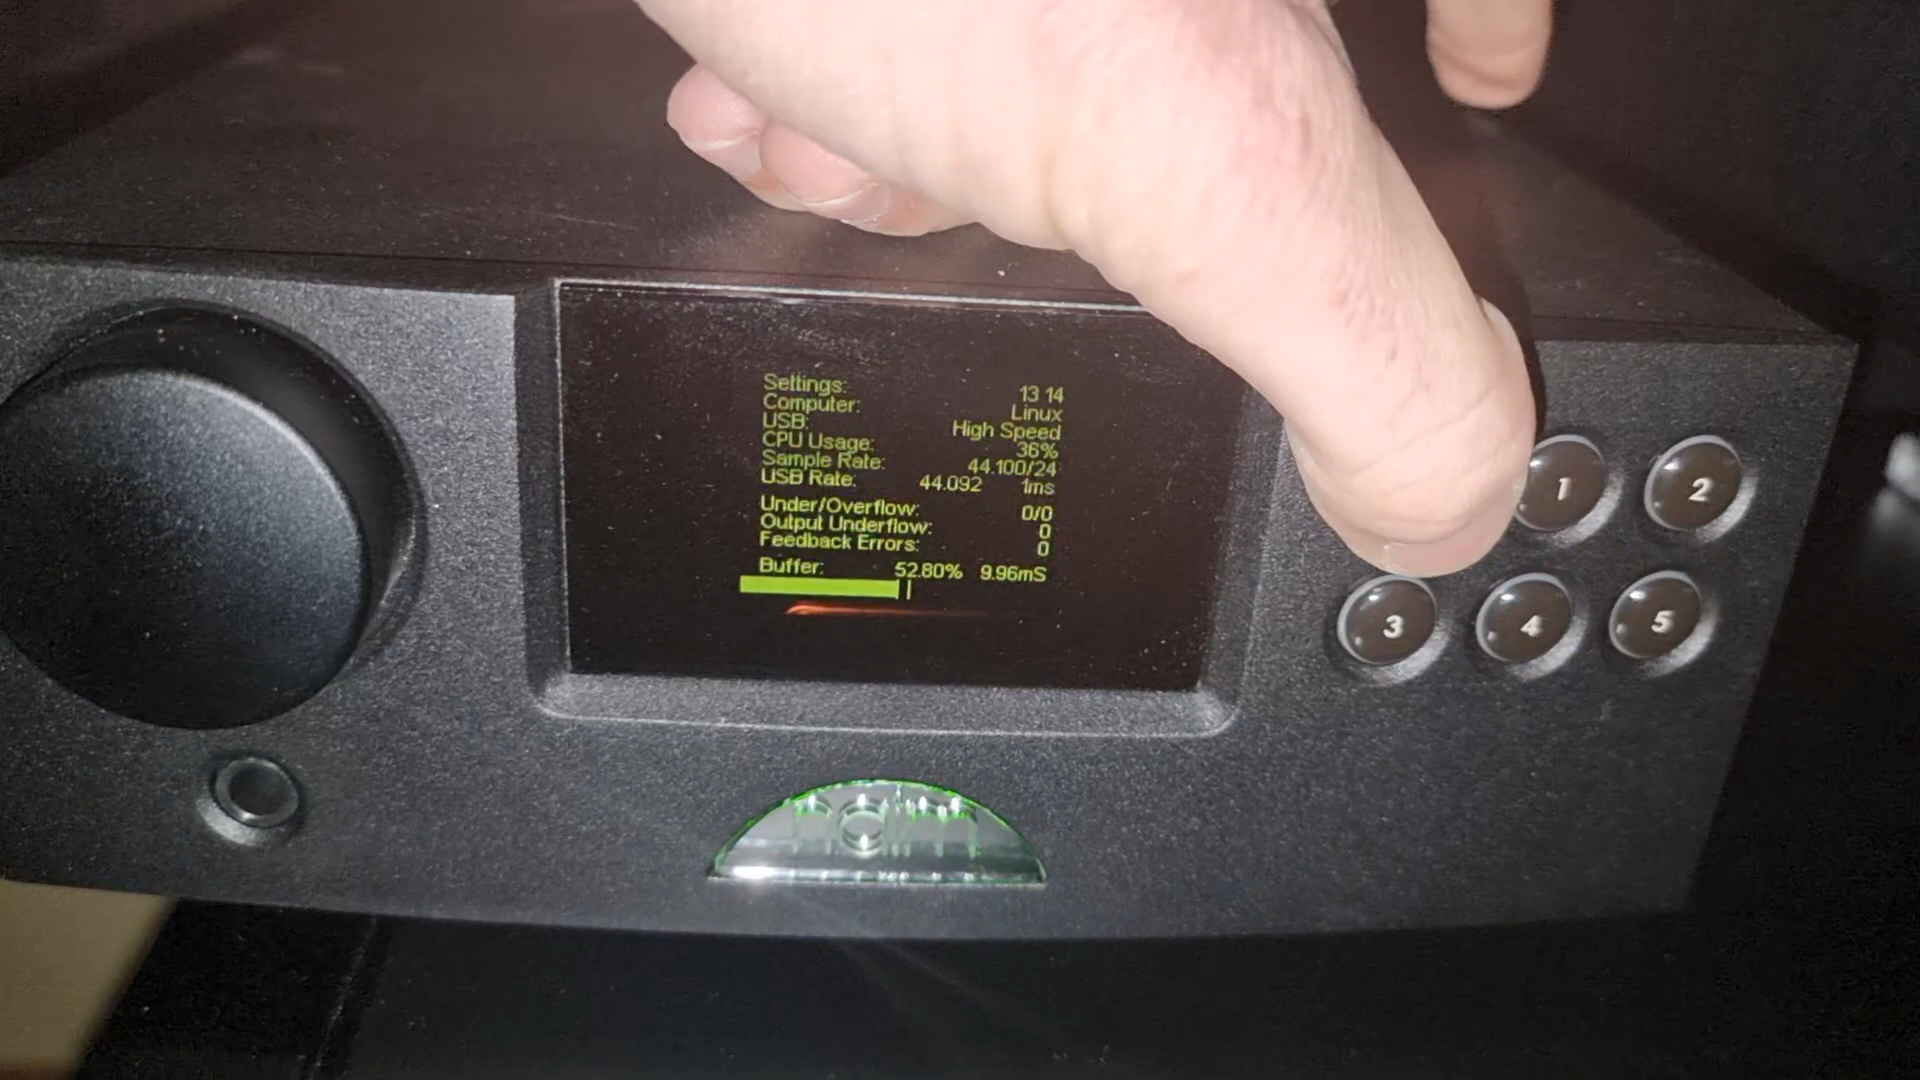 Settings: 13 14
Computer: Linux
USB: High Speed
CPU Usage: 36%
Sample Rate: 44.100/24
USB Rate: 44.092 1ms
Under/Overflow: 0/0
Output Underflow: 0
Feedback Errors: 0
Buffer: 52.80% 9.96mS
1 2
3 4 5
naim